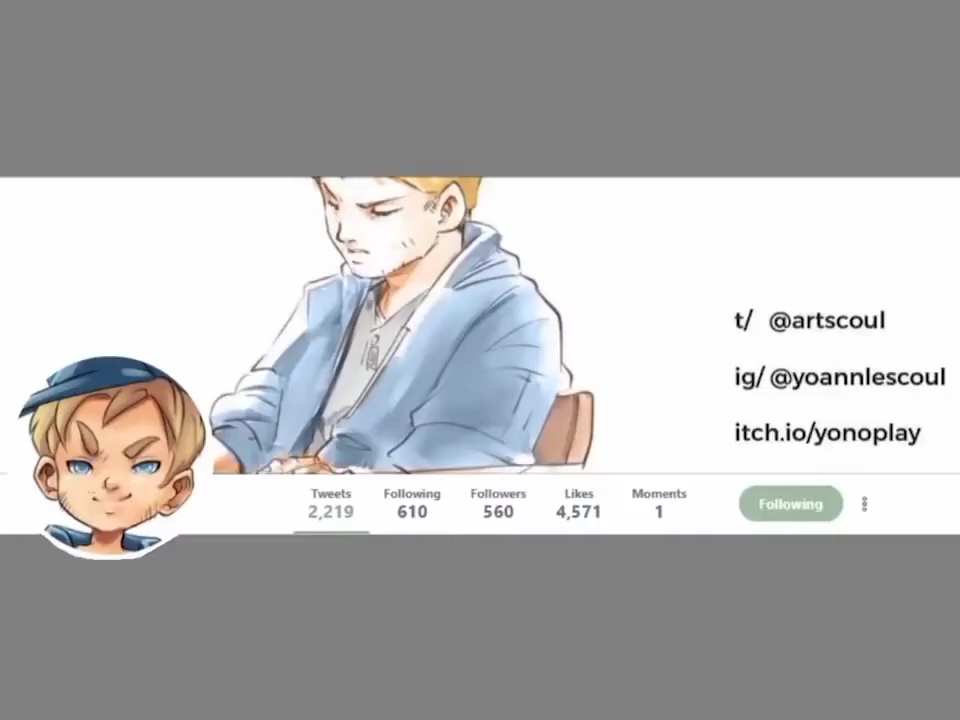 t/ @artscoul
ig/ @yoannlescoul
itch.io/yonoplay
Tweets Following Followers Likes Moments
2,219 610 560 4,571 1
Following